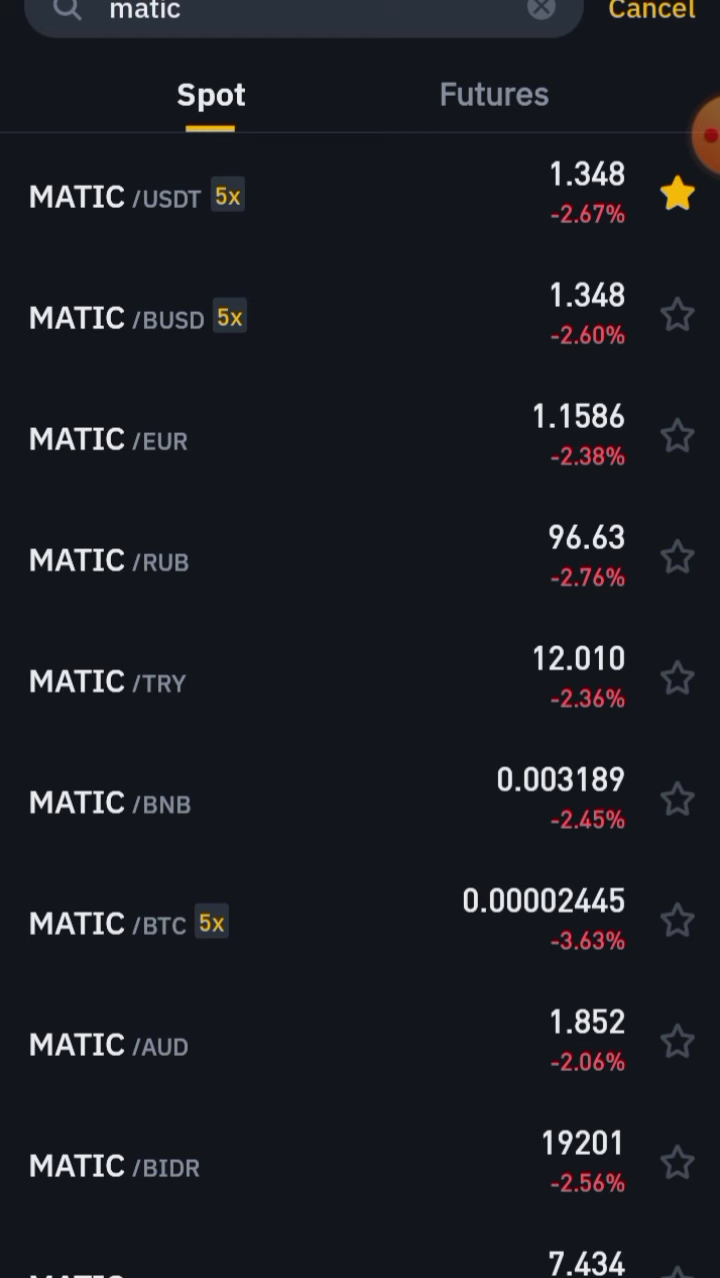 matic Cancel
Spot Futures
MATIC /USDT 5x 1.348
-2.67%
MATIC /BUSD 5x 1.348
-2.60%
MATIC /EUR 1.1586
-2.38%
MATIC /RUB 96.63
-2.76%
MATIC /TRY 12.010
-2.36%
MATIC /BNB 0.003189
-2.45%
MATIC /BTC 5x 0.00002445
-3.63%
MATIC /AUD 1.852
-2.06%
MATIC /BIDR 19201
-2.56%
7.434